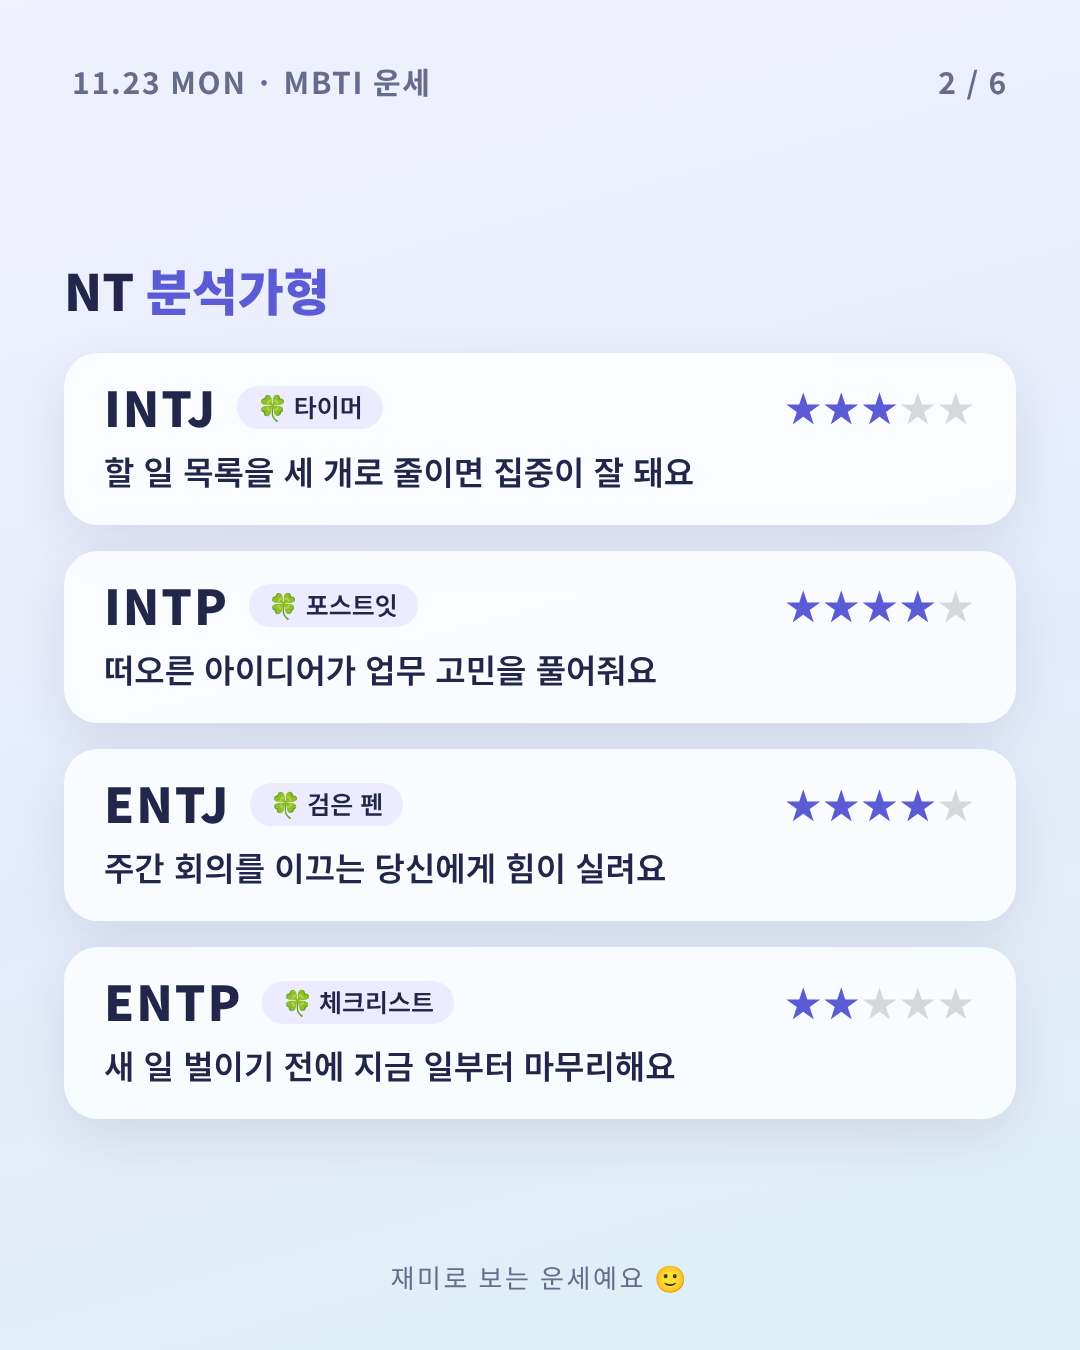 11.23 MON · MBTI 운세
2 / 6
NT 분석가형
INTJ 🍀 타이머 ★★★★★
할 일 목록을 세 개로 줄이면 집중이 잘 돼요
INTP 🍀 포스트잇 ★★★★★
떠오른 아이디어가 업무 고민을 풀어줘요
ENTJ 🍀 검은 펜 ★★★★★
주간 회의를 이끄는 당신에게 힘이 실려요
ENTP 🍀 체크리스트 ★★★★★
새 일 벌이기 전에 지금 일부터 마무리해요
재미로 보는 운세예요 🙂